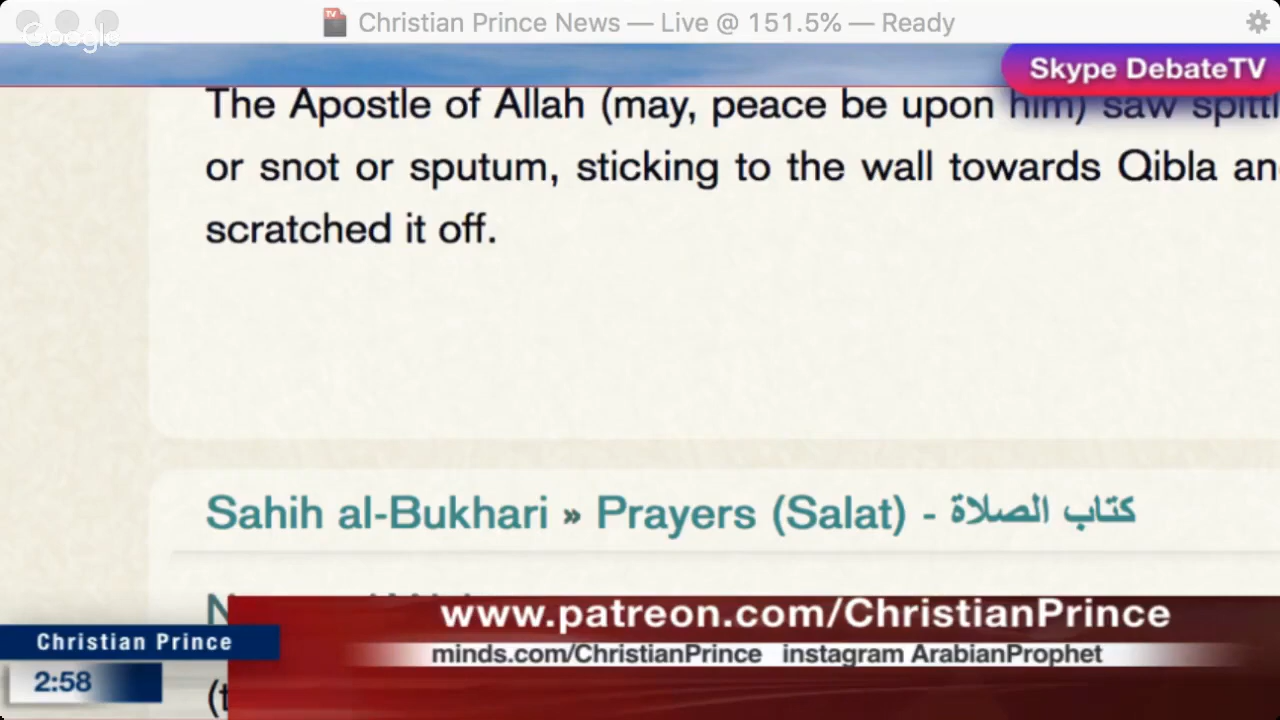 Christian Prince News — Live @ 151.5% — Ready
Google
Skype DebateTV
The Apostle of Allah (may, peace be upon him) saw
or snot or sputum, sticking to the wall towards Qibla
scratched it off.
Sahih al-Bukhari » Prayers (Salat) - كتاب الصلاة
www.patreon.com/ChristianPrince
Christian Prince
minds.com/ChristianPrince instagram ArabianProphet
2:58